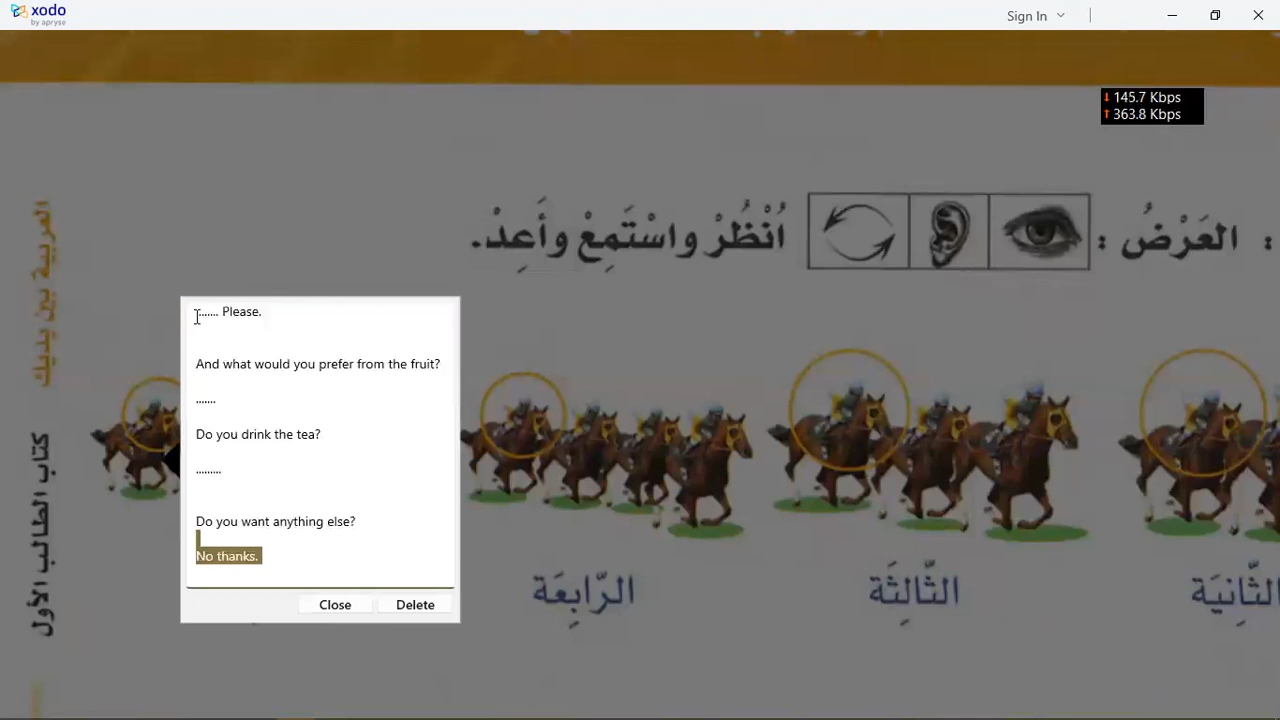 xodo
by apryse
Sign In
↓ 145.7 Kbps
↑ 363.8 Kbps
: العَرْضُ : اُنْظُرْ واسْتَمِعْ وأَعِدْ.
العربية بين يديك
كتاب الطالب الأول
....... Please.
And what would you prefer from the fruit?
.......
Do you drink the tea?
.........
Do you want anything else?
No thanks.
Close
Delete
الثَّانِيَة
الثَّالِثَة
الرَّابِعَة